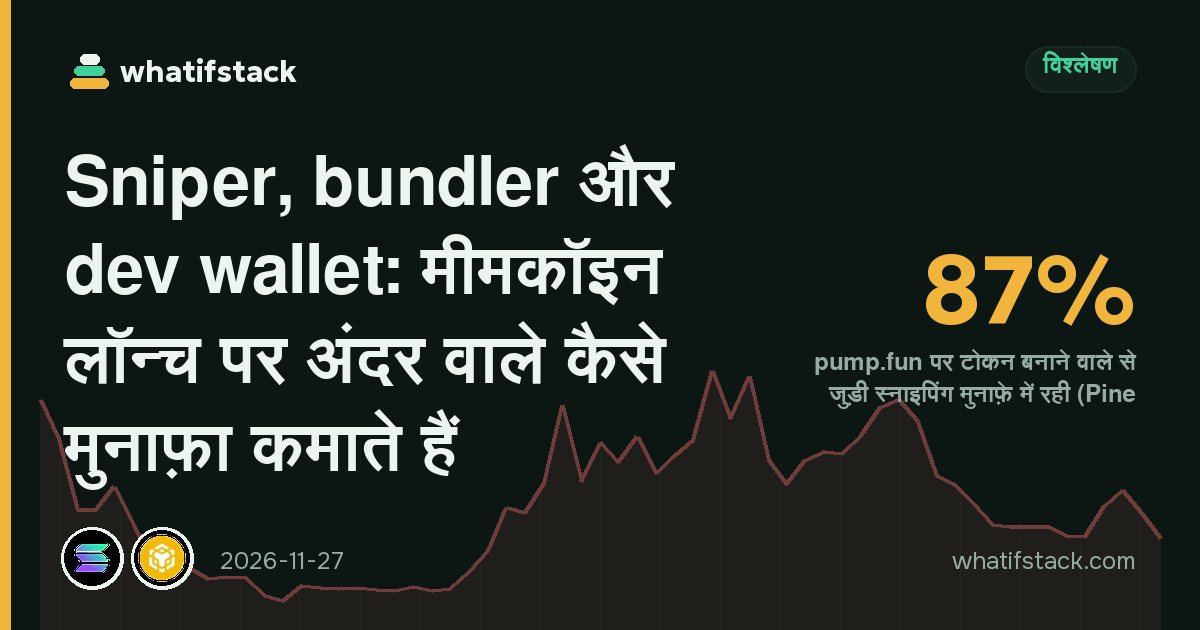 whatifstack
विश्लेषण
Sniper, bundler और
dev wallet: मीमकॉइन
लॉन्च पर अंदर वाले कैसे
मुनाफ़ा कमाते हैं
87%
pump.fun पर टोकन बनाने वाले से
जुड़ी स्नाइपिंग मुनाफ़े में रही (Pine
2026-11-27
whatifstack.com